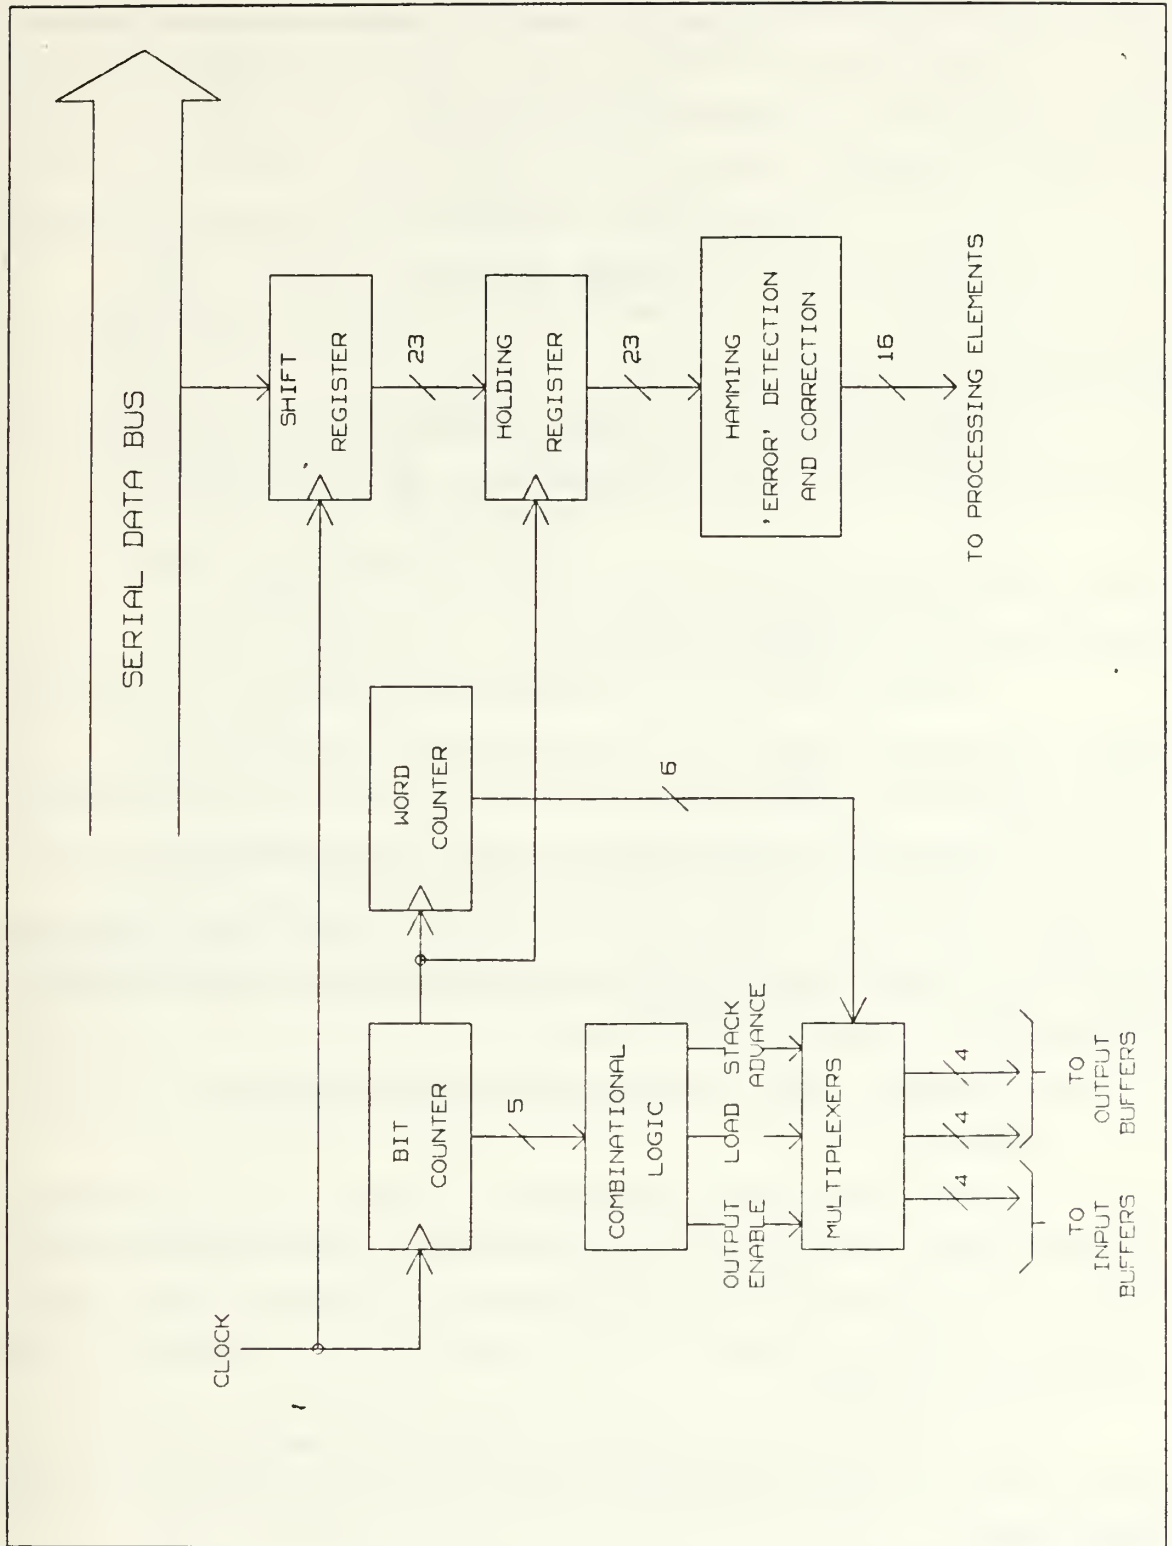 SERIAL DATA BUS
CLOCK
SHIFT
REGISTER
23
BIT
COUNTER
WORD
COUNTER
HOLDING
REGISTER
5
6
23
COMBINATIONAL
LOGIC
OUTPUT
ENABLE
LOAD
STACK
ADVANCE
HAMMING
'ERROR' DETECTION
AND CORRECTION
MULTIPLEXERS
16
4
4
4
TO PROCESSING ELEMENTS
TO
INPUT
BUFFERS
TO
OUTPUT
BUFFERS